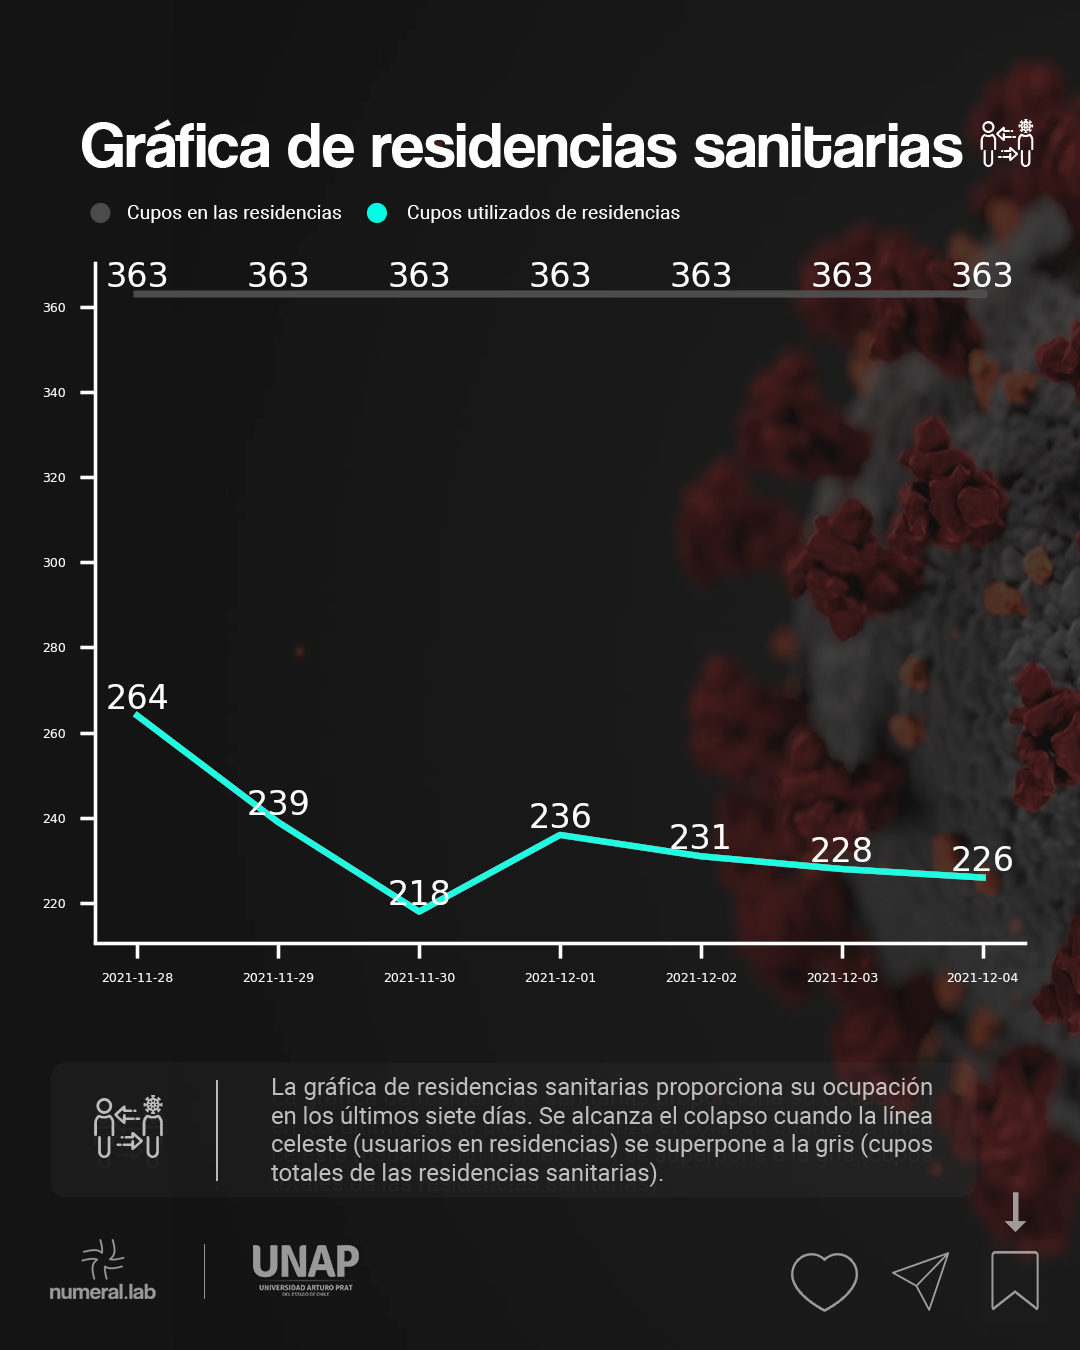 Gráfica de residencias sanitarias
Cupos en las residencias Cupos utilizados de residencias
363 363 363 363 363 363 363
360
340
320
300
280
264
260
239
240
236
231
228
226
218
220
2021-11-28 2021-11-29 2021-11-30 2021-12-01 2021-12-02 2021-12-03 2021-12-04
La gráfica de residencias sanitarias proporciona su ocupación
en los últimos siete días. Se alcanza el colapso cuando la línea
celeste (usuarios en residencias) se superpone a la gris (cupos
totales de las residencias sanitarias).
numeral.lab
UNAP
UNIVERSIDAD ARTURO PRAT
DEL ESTADO DE CHILE